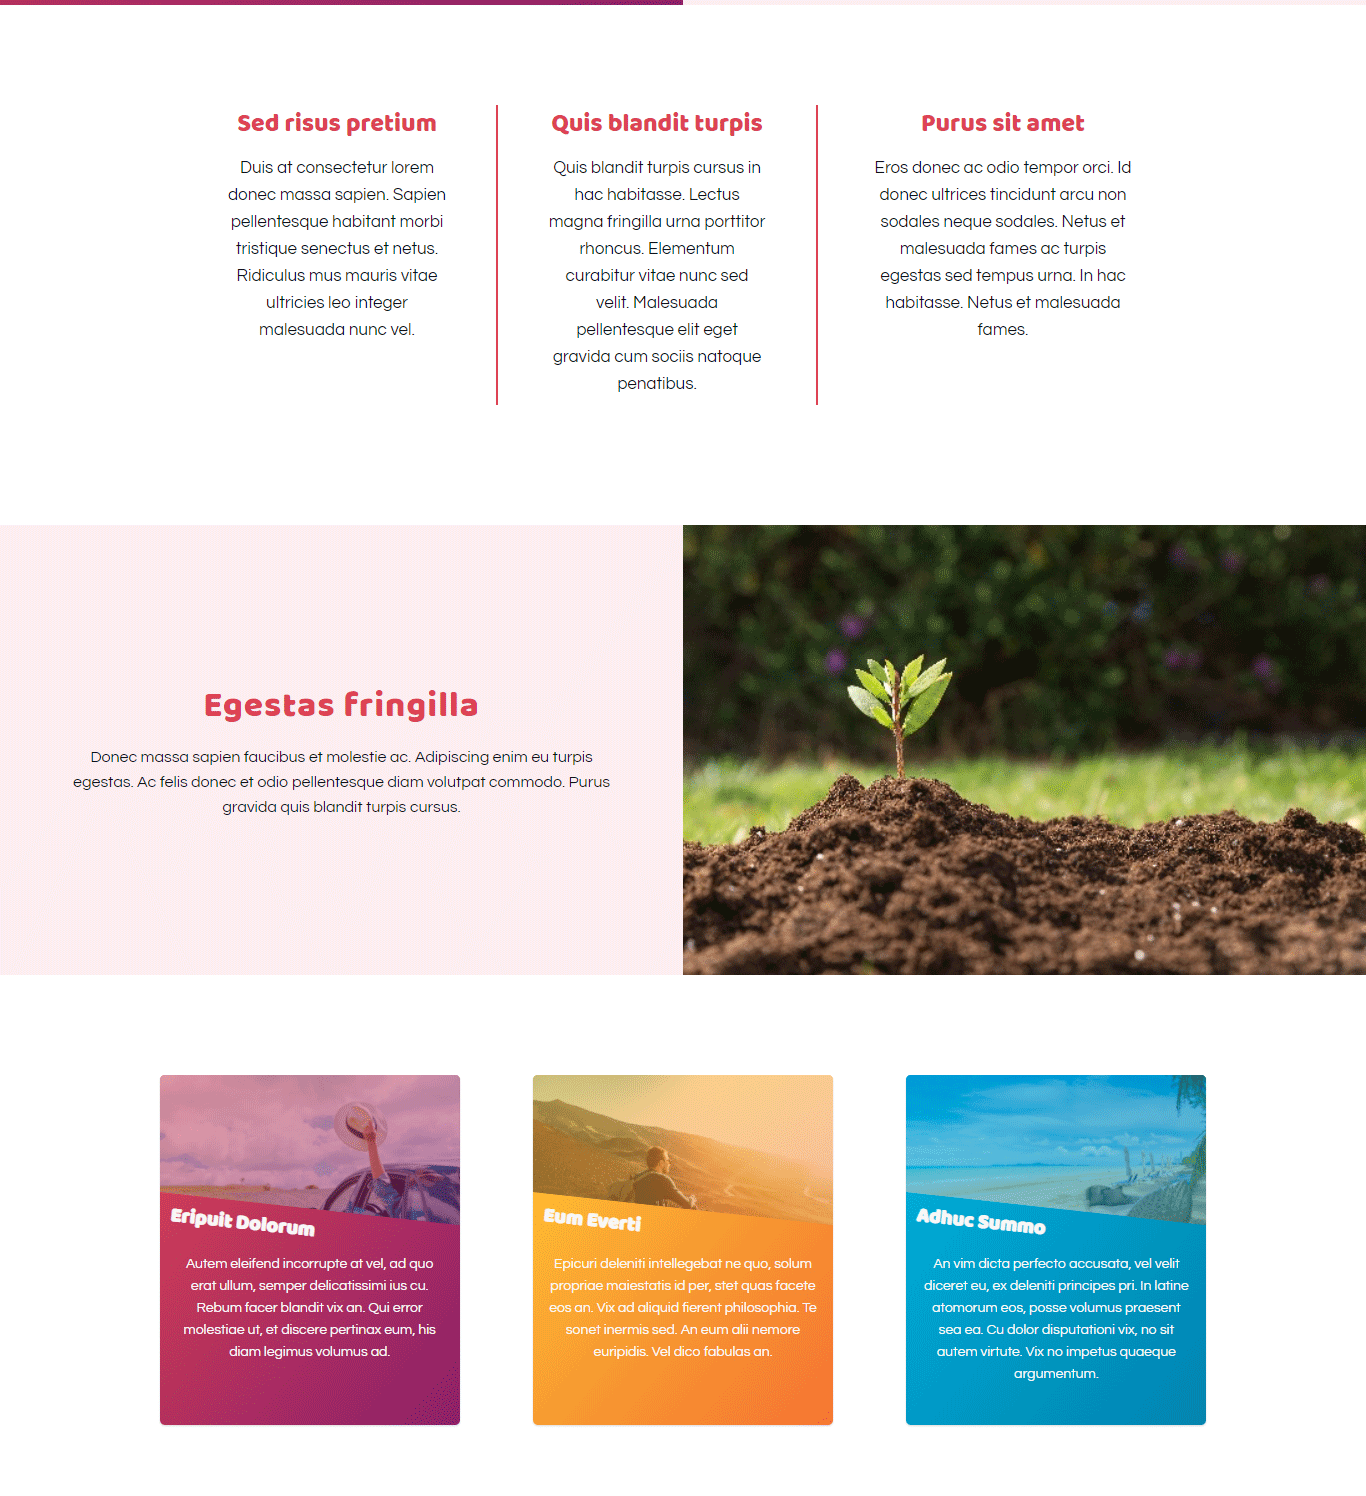 Sed risus pretium
Duis at consectetur lorem
donec massa sapien. Sapien
pellentesque habitant morbi
tristique senectus et netus.
Ridiculus mus mauris vitae
ultricies leo integer
malesuada nunc vel.
Quis blandit turpis
Quis blandit turpis cursus in
hac habitasse. Lectus
magna fringilla urna porttitor
rhoncus. Elementum
curabitur vitae nunc sed
velit. Malesuada
pellentesque elit eget
gravida cum sociis natoque
penatibus.
Purus sit amet
Eros donec ac odio tempor orci. Id
donec ultrices tincidunt arcu non
sodales neque sodales. Netus et
malesuada fames ac turpis
egestas sed tempus urna. In hac
habitasse. Netus et malesuada
fames.
Egestas fringilla
Donec massa sapien faucibus et molestie ac. Adipiscing enim eu turpis
egestas. Ac felis donec et odio pellentesque diam volutpat commodo. Purus
gravida quis blandit turpis cursus.
Eripuit Dolorum
Autem eleifend incorrupte at vel, ad quo
erat ullum, semper delicatissimi ius cu.
Rebum facer blandit vix an. Qui error
molestiae ut, et discere pertinax eum, his
diam legimus volumus ad.
Eum Everti
Epicuri deleniti intellegebat ne quo, solum
propriae maiestatis id per, stet quas facete
eos an. Vix ad aliquid fierent philosophia. Te
sonet inermis sed. An eum alii nemore
euripidis. Vel dico fabulas an.
Adhuc Summo
An vim dicta perfecto accusata, vel velit
diceret eu, ex deleniti principes pri. In latine
atomorum eos, posse volumus praesent
sea ea. Cu dolor disputationi vix, no sit
autem virtute. Vix no impetus quaeque
argumentum.